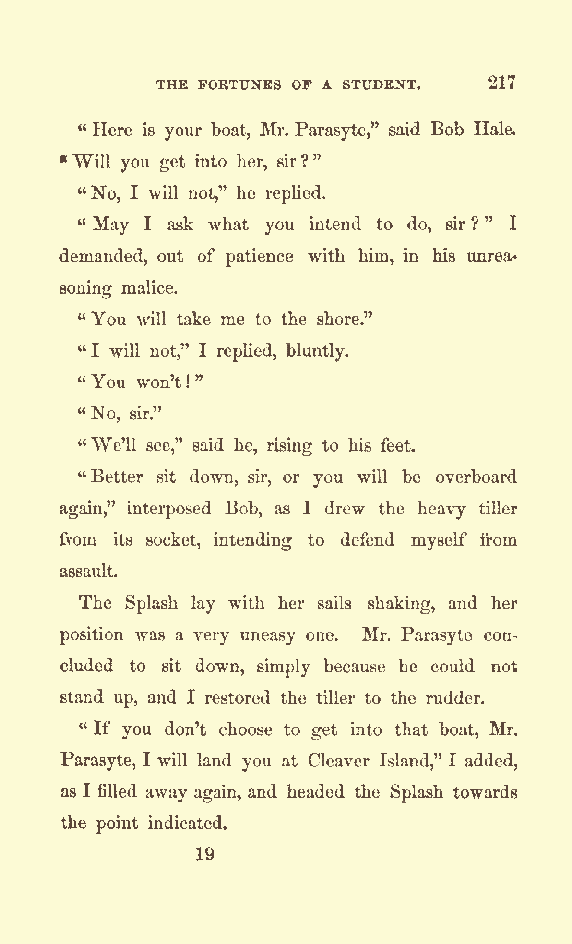 THE FORTUNES OF A STUDENT. 217
“Here is your boat, Mr. Parasyte,” said Bob Hale.
“Will you get into her, sir?”
“No, I will not,” he replied.
“May I ask what you intend to do, sir?” I
demanded, out of patience with him, in his unrea-
soning malice.
“You will take me to the shore.”
“I will not,” I replied, bluntly.
“You won’t!”
“No, sir.”
“We’ll see,” said he, rising to his feet.
“Better sit down, sir, or you will be overboard
again,” interposed Bob, as I drew the heavy tiller
from its socket, intending to defend myself from
assault.
The Splash lay with her sails shaking, and her
position was a very uneasy one. Mr. Parasyte con-
cluded to sit down, simply because he could not
stand up, and I restored the tiller to the rudder.
“If you don’t choose to get into that boat, Mr.
Parasyte, I will land you at Cleaver Island,” I added,
as I filled away again, and headed the Splash towards
the point indicated.
19